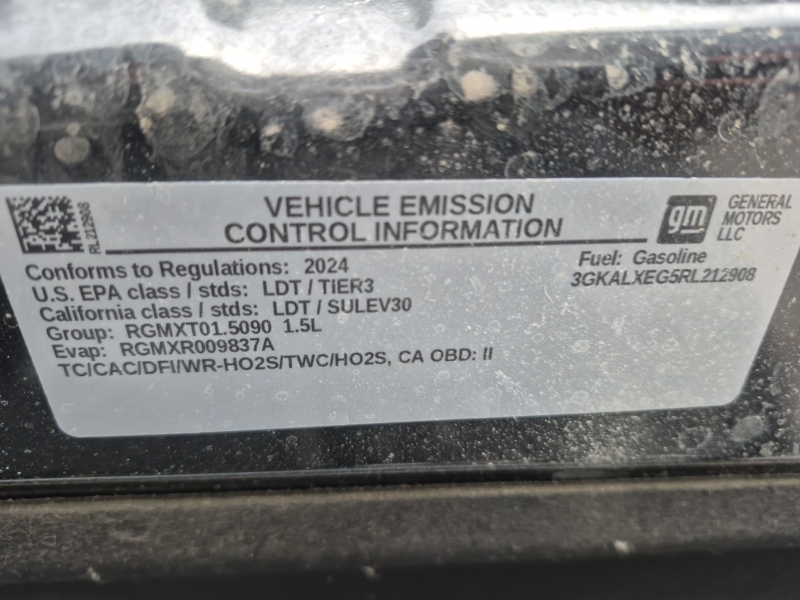 RL212908
VEHICLE EMISSION
CONTROL INFORMATION
gm
GENERAL
MOTORS
LLC
Conforms to Regulations: 2024
U.S. EPA class / stds: LDT / TIER3
California class / stds: LDT / SULEV30
Group: RGMXT01.5090 1.5L
Evap: RGMXR009837A
TC/CAC/DFI/WR-HO2S/TWC/HO2S, CA OBD: II
Fuel: Gasoline
3GKALXEG5RL212908